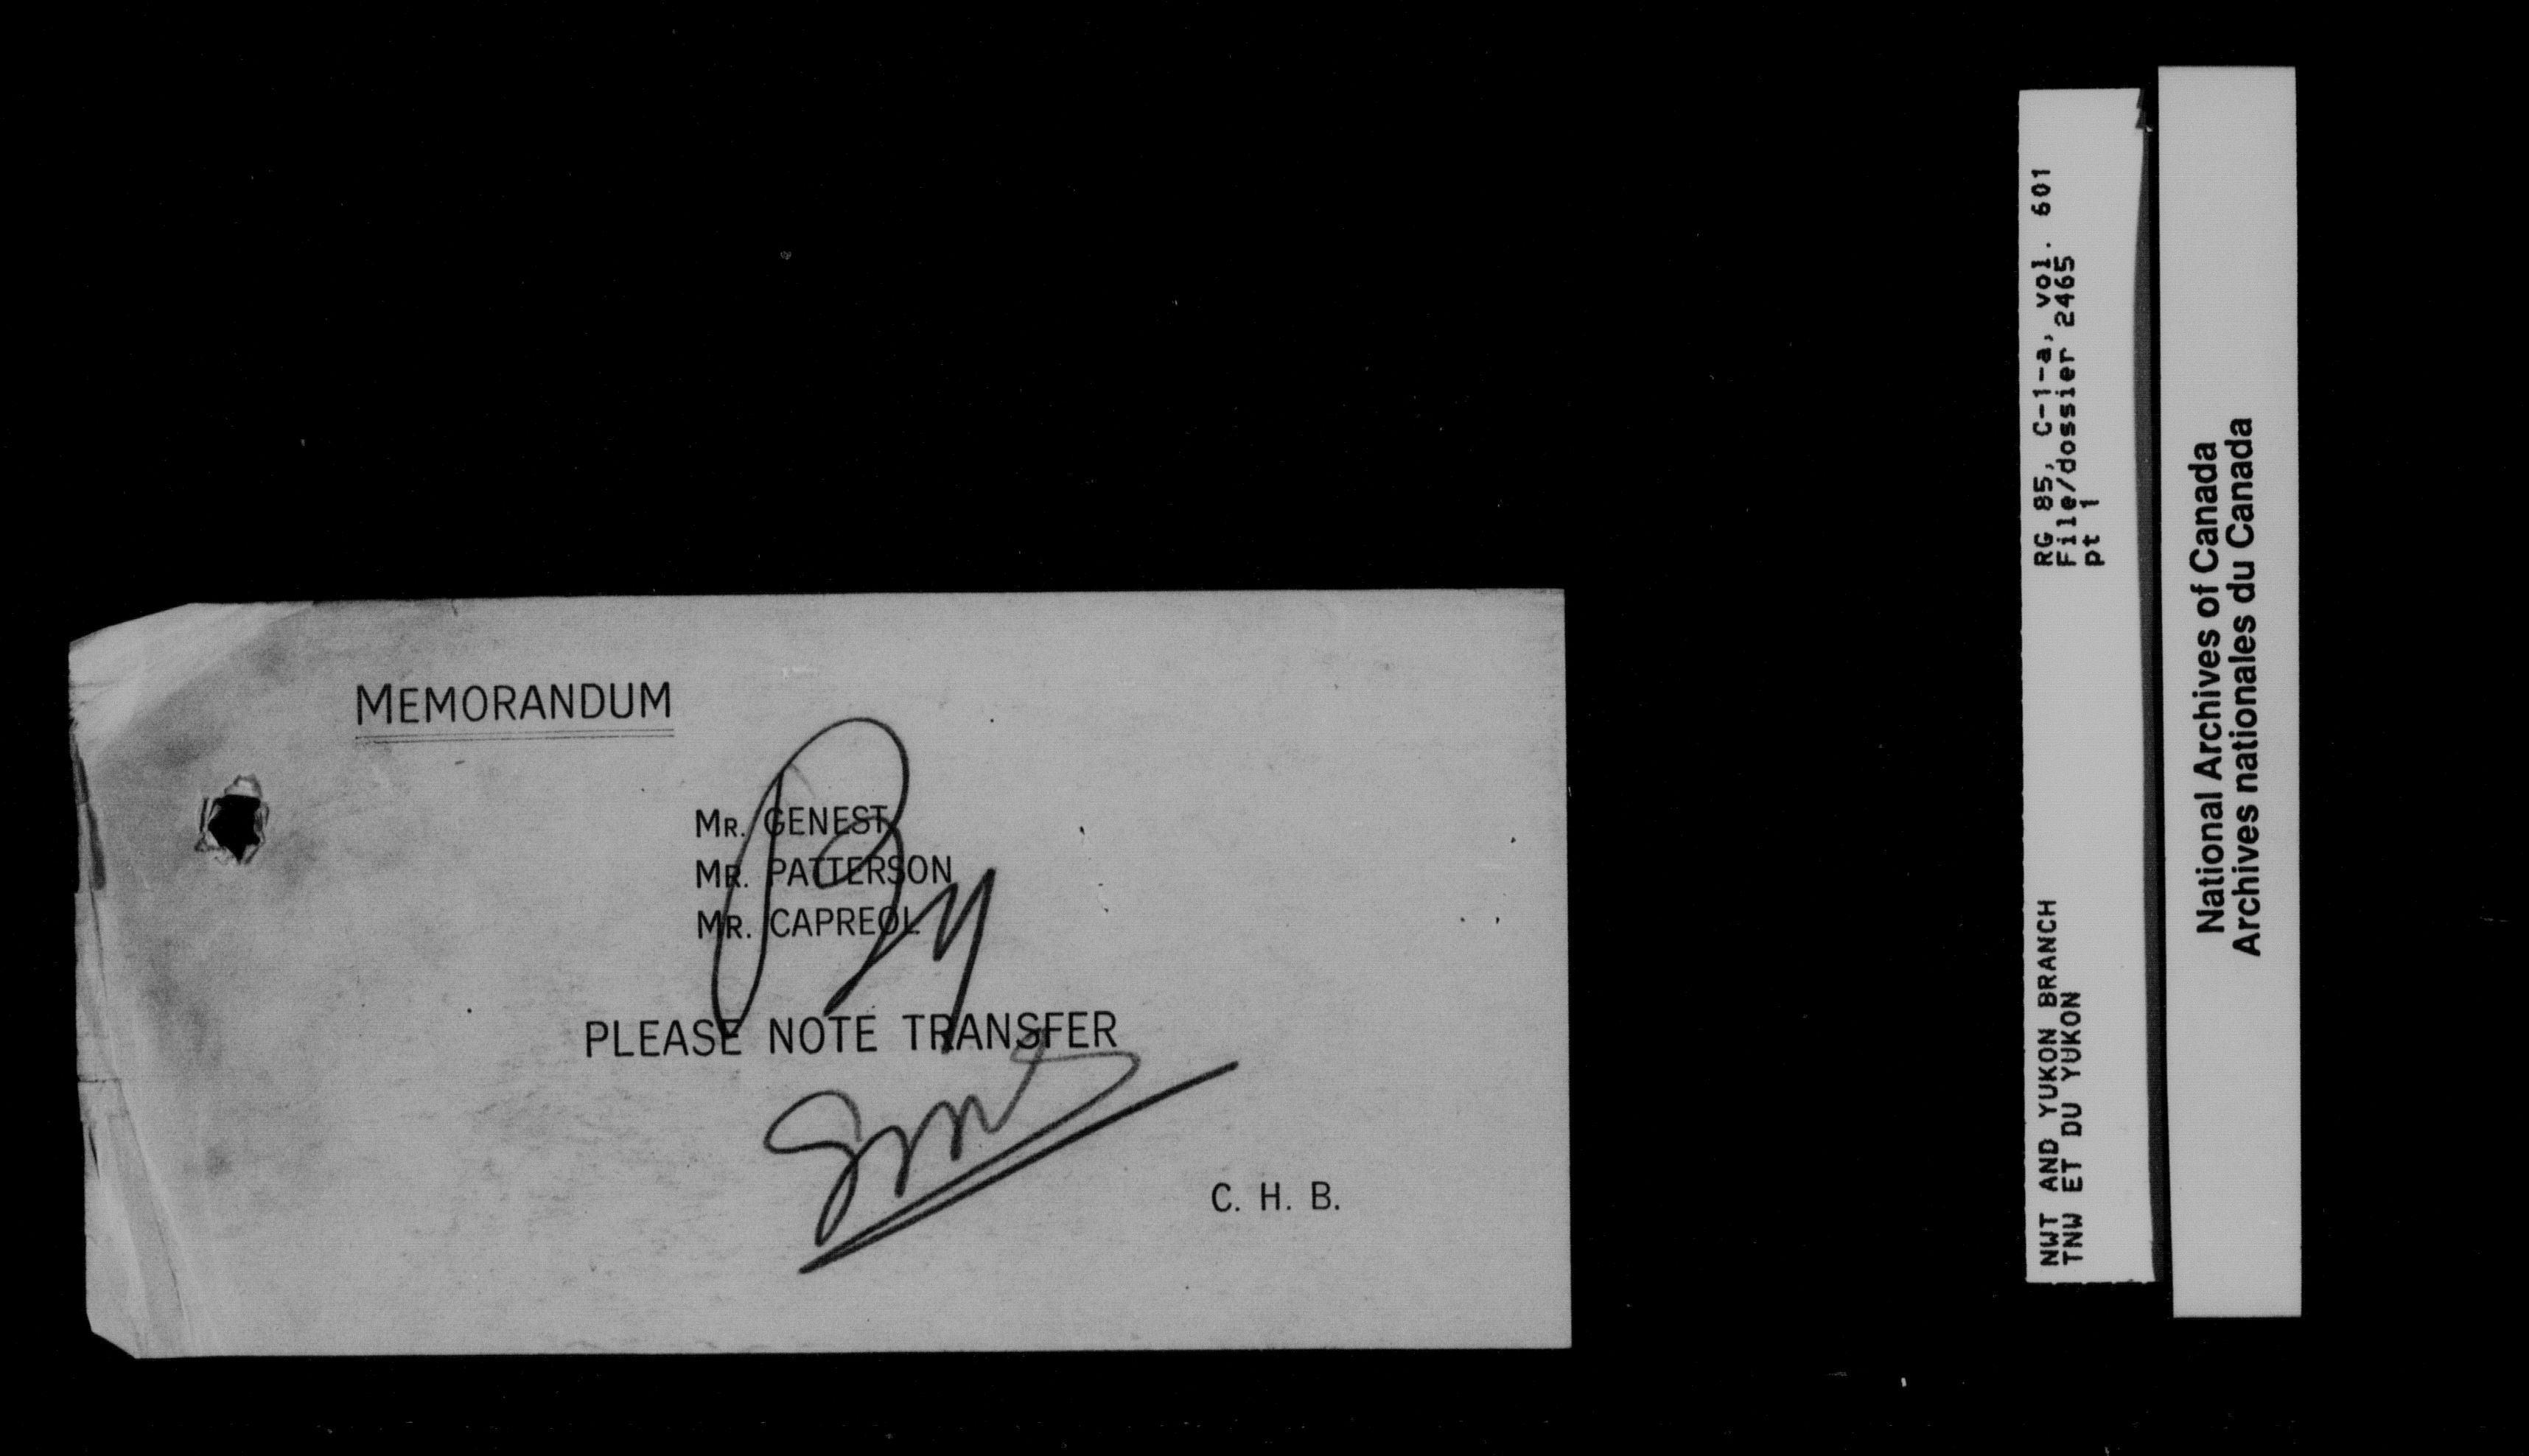 MEMORANDUM
MR. GENEST
MR. PATTERSON
MR. CAPREOL
PLEASE NOTE TRANSFER
C. H. B.
NWT AND YUKON BRANCH
TNW ET DU YUKON
RG 85, C-1-a, vol. 601
File/dossier 2465
pt 1
National Archives of Canada
Archives nationales du Canada